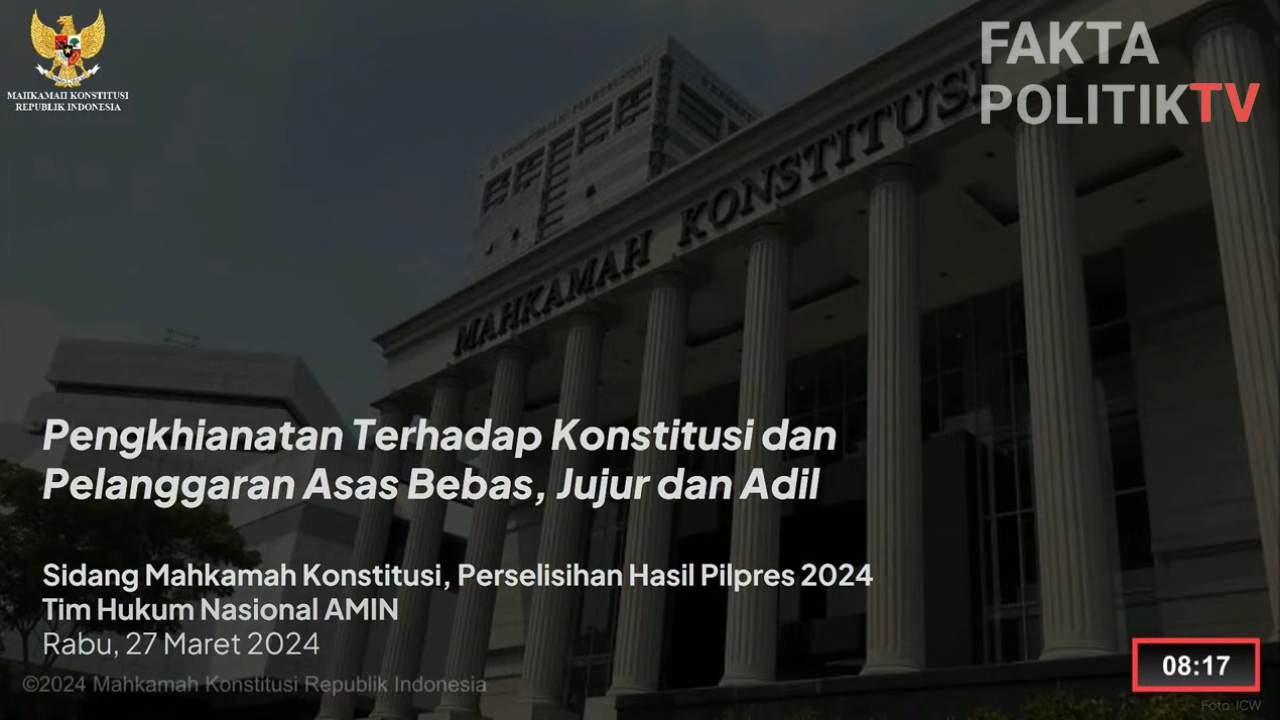 MAHKAMAH KONSTITUSI
REPUBLIK INDONESIA
FAKTA
POLITIKTV
MAHKAMAH KONSTITUSI
Pengkhianatan Terhadap Konstitusi dan
Pelanggaran Asas Bebas, Jujur dan Adil
Sidang Mahkamah Konstitusi, Perselisihan Hasil Pilpres 2024
Tim Hukum Nasional AMIN
Rabu, 27 Maret 2024
©2024 Mahkamah Konstitusi Republik Indonesia
08:17
Foto: ICW